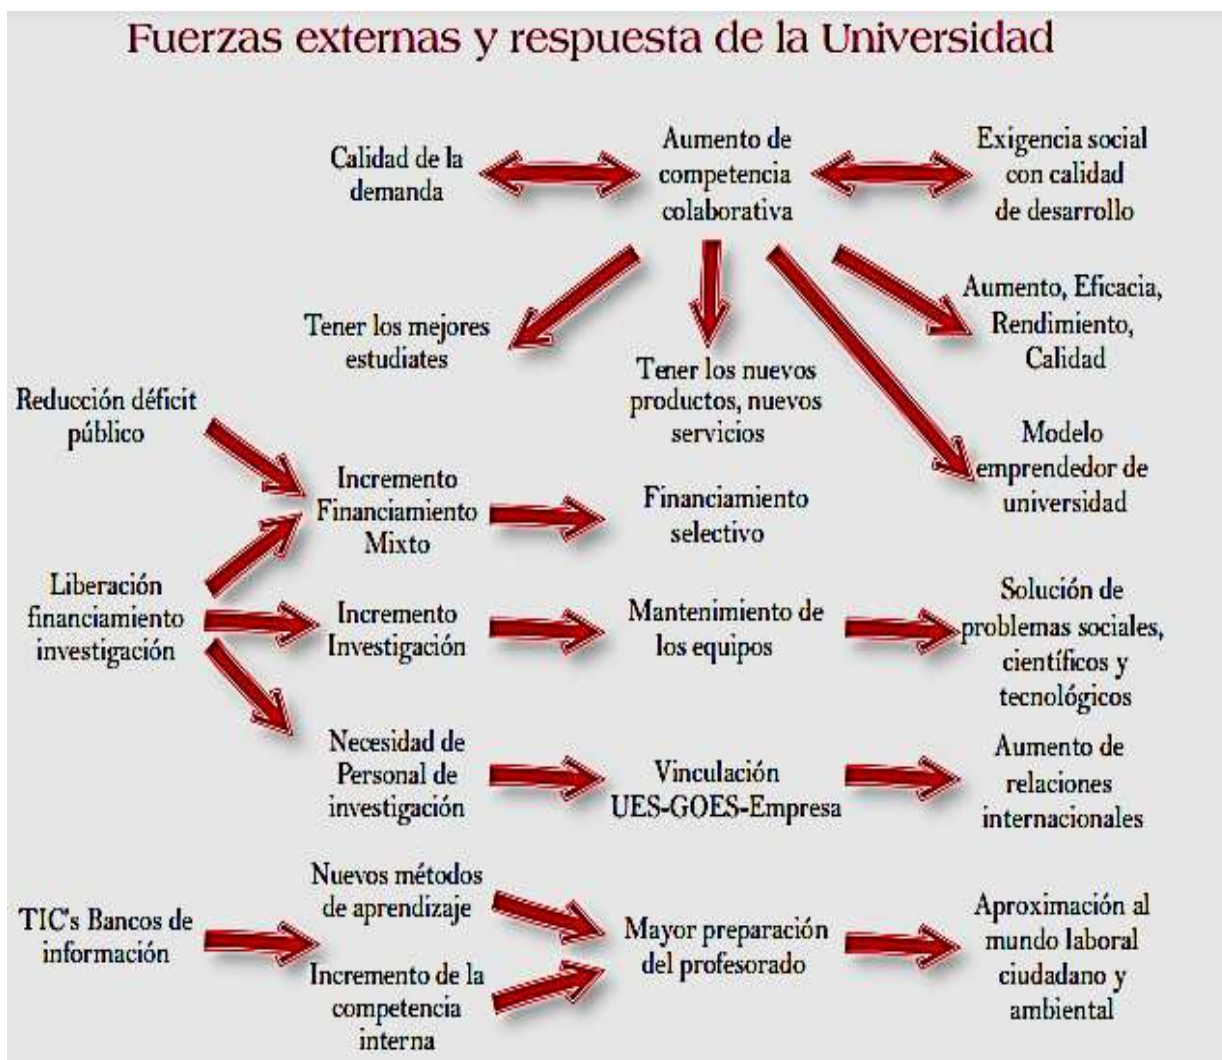 Fuerzas externas y respuesta de la Universidad
Calidad de la
demanda
Aumento de
competencia
colaborativa
Exigencia social
con calidad
de desarrollo
Tener los mejores
estudiates
Tener los nuevos
productos, nuevos
servicios
Aumento, Eficacia,
Rendimiento,
Calidad
Modelo
emprendedor de
universidad
Reducción déficit
público
Incremento
Financiamiento
Mixto
Financiamiento
selectivo
Liberación
financiamiento
investigación
Incremento
Investigación
Mantenimiento de
los equipos
Solución de
problemas sociales,
científicos y
tecnológicos
Necesidad de
Personal de
investigación
Vinculación
UES-GOES-Empresa
Aumento de
relaciones
internacionales
TIC's Bancos de
información
Nuevos métodos
de aprendizaje
Incremento de la
competencia
interna
Mayor preparación
del profesorado
Aproximación al
mundo laboral
ciudadano y
ambiental